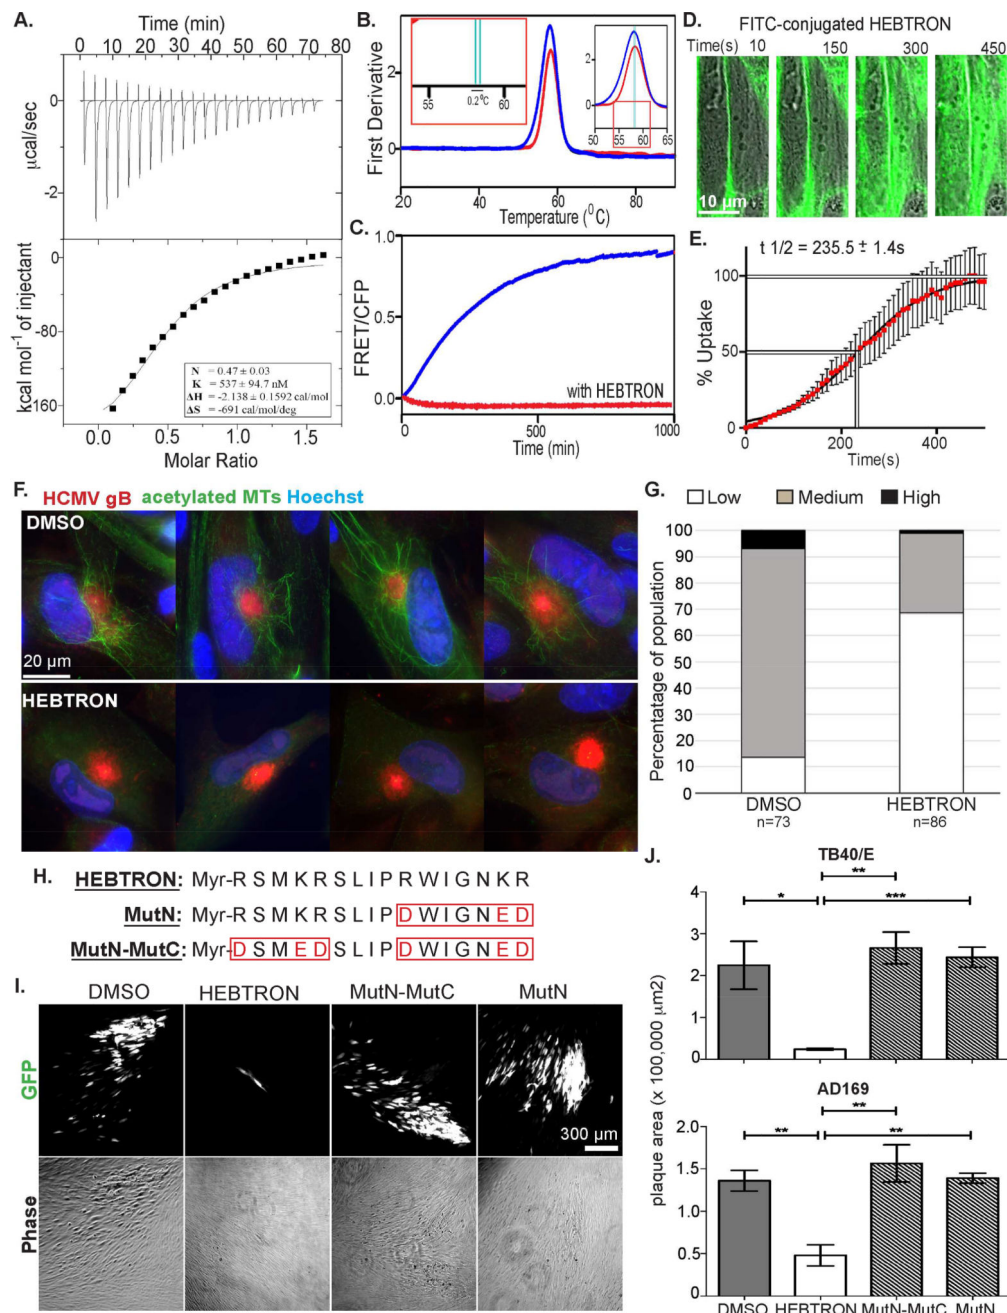 A.
Time (min)
0 10 20 30 40 50 60 70 80
µcal/sec
0
-2
kcal mol⁻¹ of injectant
0
-80
-160
N = 0.47 ± 0.03
K = 537 ± 94.7 nM
ΔH = -2.138 ± 0.1592 cal/mol
ΔS = -691 cal/mol/deg
0.0 0.5 1.0 1.5
Molar Ratio
B.
First Derivative
2
0
55 60
0.2°C
2
0
50 55 60 65
20 40 60 80
Temperature (⁰C)
C.
FRET/CFP
1.0
0.5
0.0
with HEBTRON
0 500 1000
Time (min)
D.
FITC-conjugated HEBTRON
Time(s) 10 150 300 450
10 µm
E.
t 1/2 = 235.5 ± 1.4s
% Uptake
100
50
0
0 200 400
Time(s)
F.
HCMV gB acetylated MTs Hoechst
DMSO
20 µm
HEBTRON
G.
Low Medium High
Percentatage of population
100
90
80
70
60
50
40
30
20
10
0
DMSO HEBTRON
n=73 n=86
H.
HEBTRON: Myr-R S M K R S L I P R W I G N K R
MutN: Myr-R S M K R S L I P D W I G N E D
MutN-MutC: Myr-D S M E D S L I P D W I G N E D
I.
DMSO HEBTRON MutN-MutC MutN
GFP
300 µm
Phase
J.
plaque area (x 100,000 µm2)
TB40/E
**
* ***
4
3
2
1
0
AD169
**
** **
2.0
1.5
1.0
0.5
0
DMSO HEBTRON MutN-MutC MutN